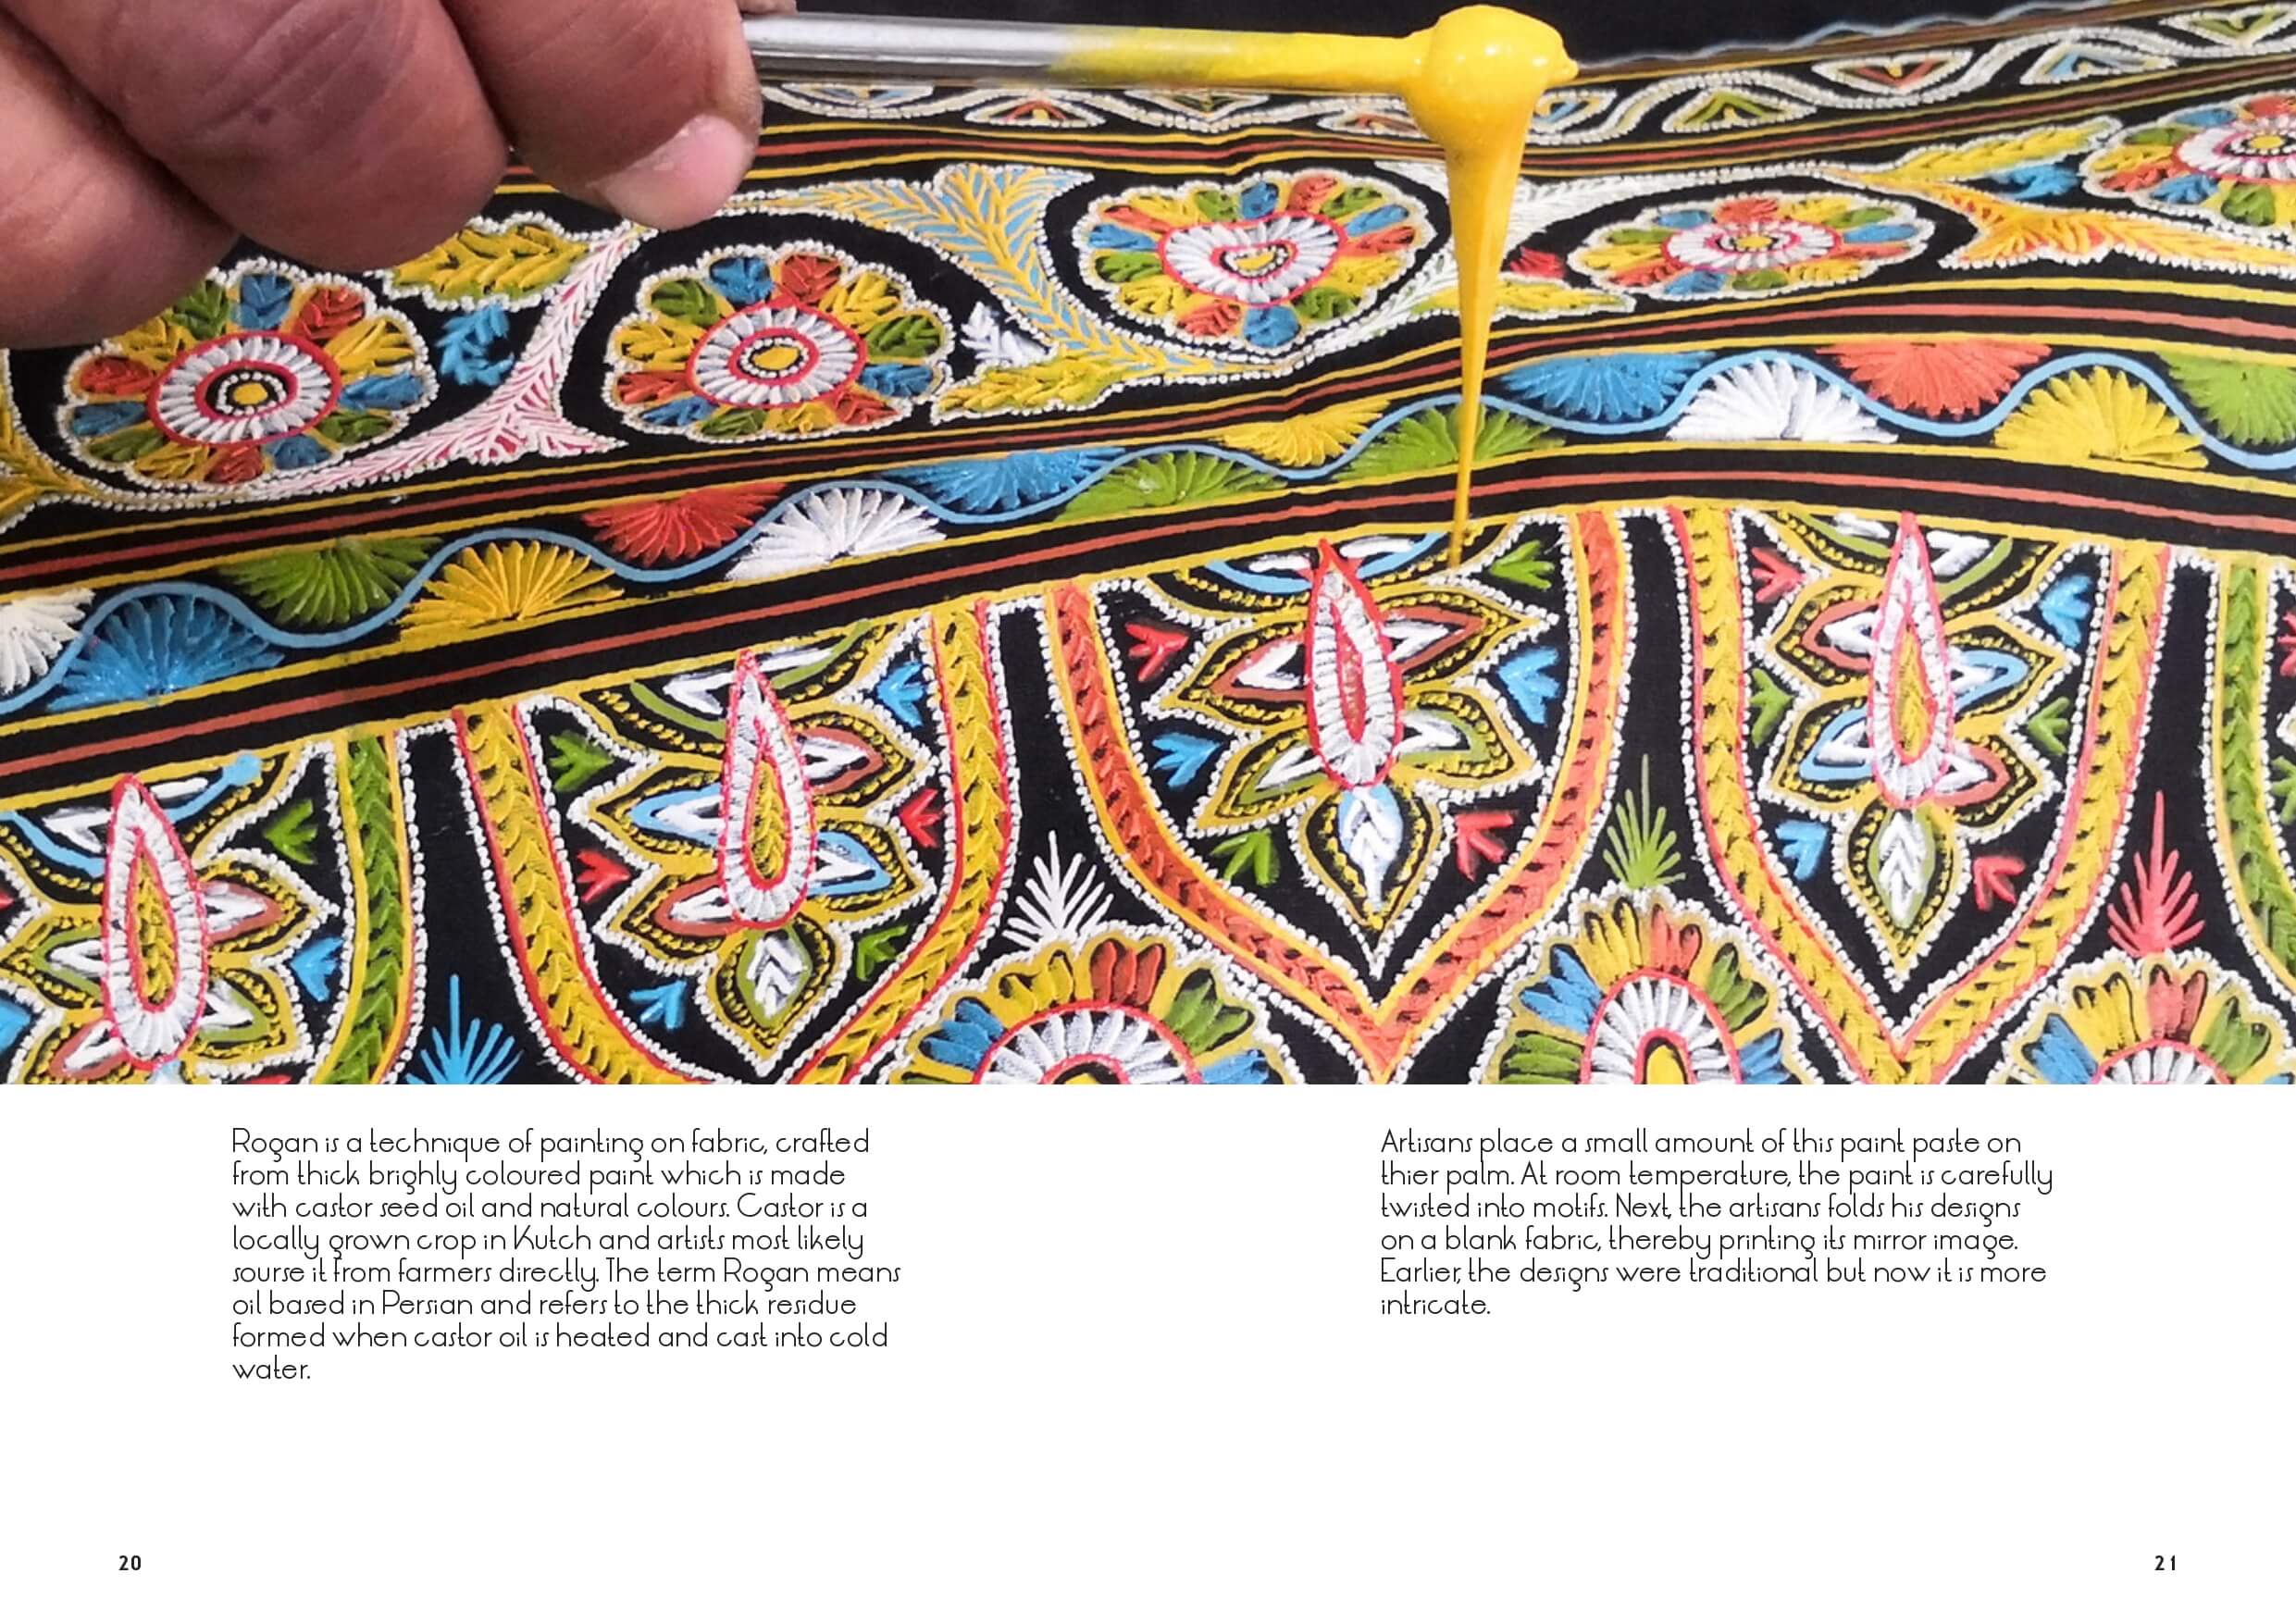 Rogan is a technique of painting on fabric, crafted
from thick brighly coloured paint which is made
with castor seed oil and natural colours. Castor is a
locally grown crop in Kutch and artists most likely
sourse it from farmers directly. The term Rogan means
oil based in Persian and refers to the thick residue
formed when castor oil is heated and cast into cold
water.
Artisans place a small amount of this paint paste on
thier palm. At room temperature, the paint is carefully
twisted into motifs. Next, the artisans folds his designs
on a blank fabric, thereby printing its mirror image.
Earlier, the designs were traditional but now it is more
intricate.
20
21